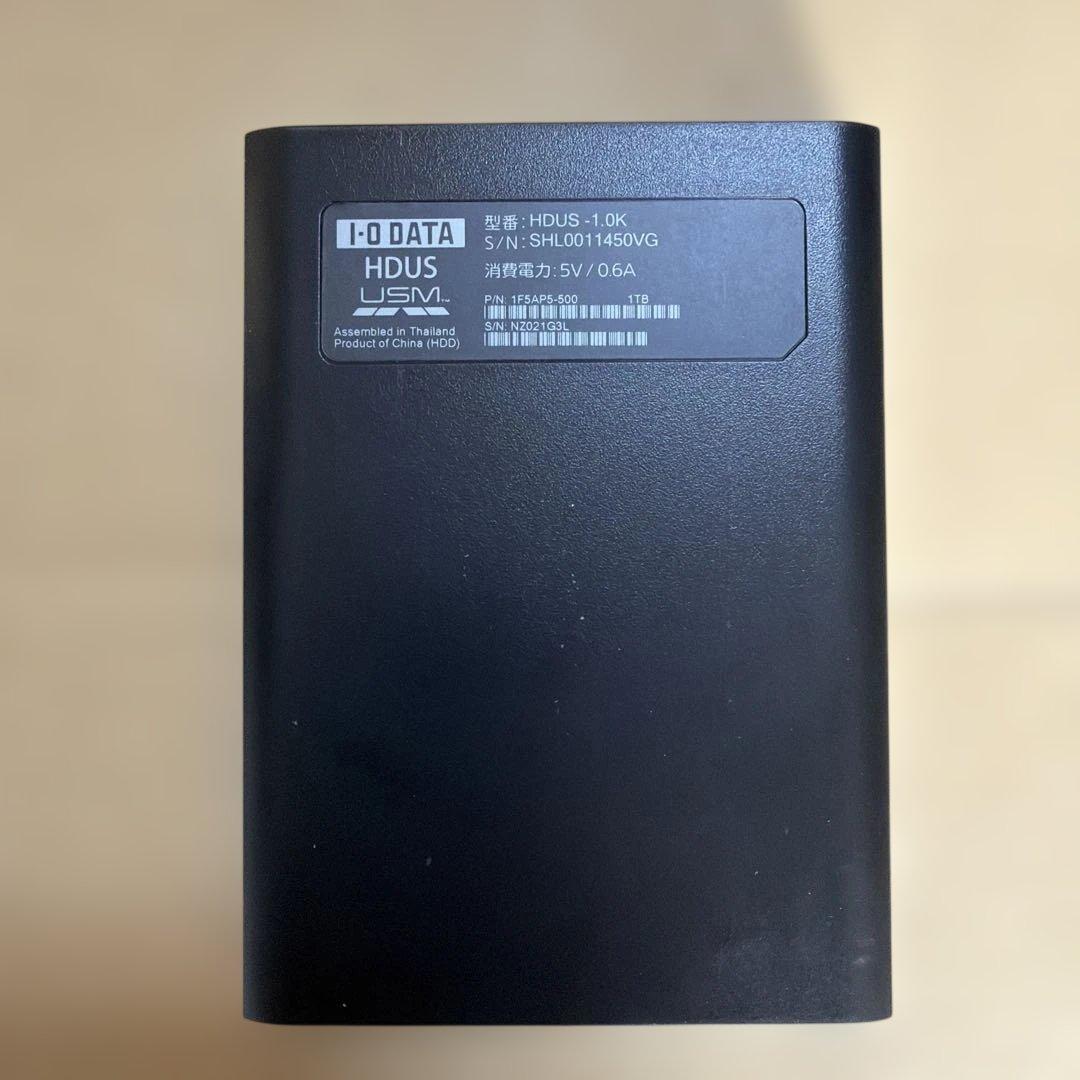 I-O DATA
HDUS
USM™
Assembled in Thailand
Product of China (HDD)
型番: HDUS -1.0K
S/N: SHL0011450VG
消費電力: 5V / 0.6A
P/N: 1F5AP5-500 1TB
S/N: NZ021G3L